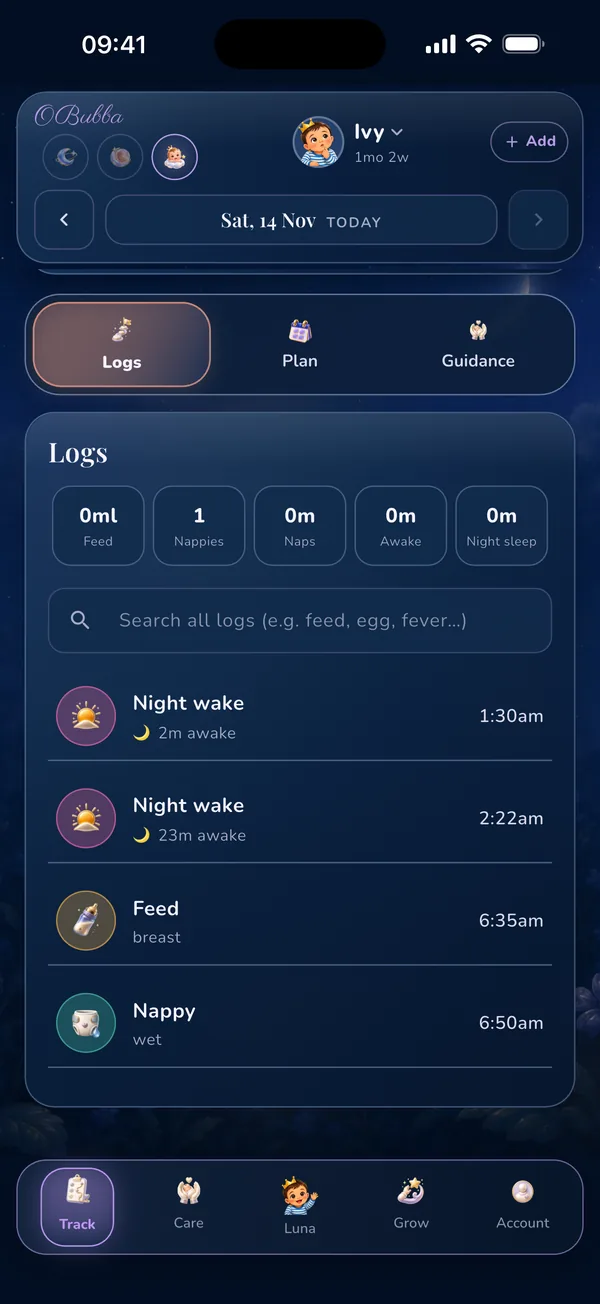 09:41
OBubba
Ivy
1mo 2w
+ Add
Sat, 14 Nov TODAY
Logs
Plan
Guidance
Logs
0ml
Feed
1
Nappies
0m
Naps
0m
Awake
0m
Night sleep
Search all logs (e.g. feed, egg, fever...)
Night wake
2m awake
1:30am
Night wake
23m awake
2:22am
Feed
breast
6:35am
Nappy
wet
6:50am
Track
Care
Luna
Grow
Account